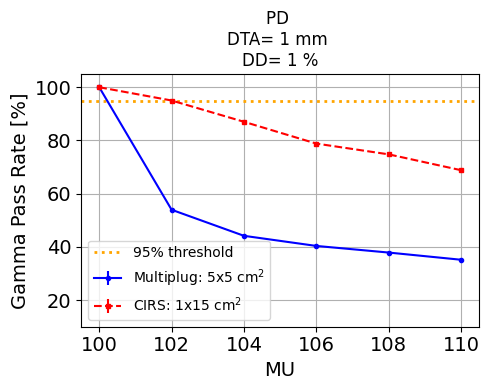 PD
DTA= 1 mm
DD= 1 %
Gamma Pass Rate [%]
100
80
60
40
20
95% threshold
Multiplug: 5x5 cm²
CIRS: 1x15 cm²
100 102 104 106 108 110
MU